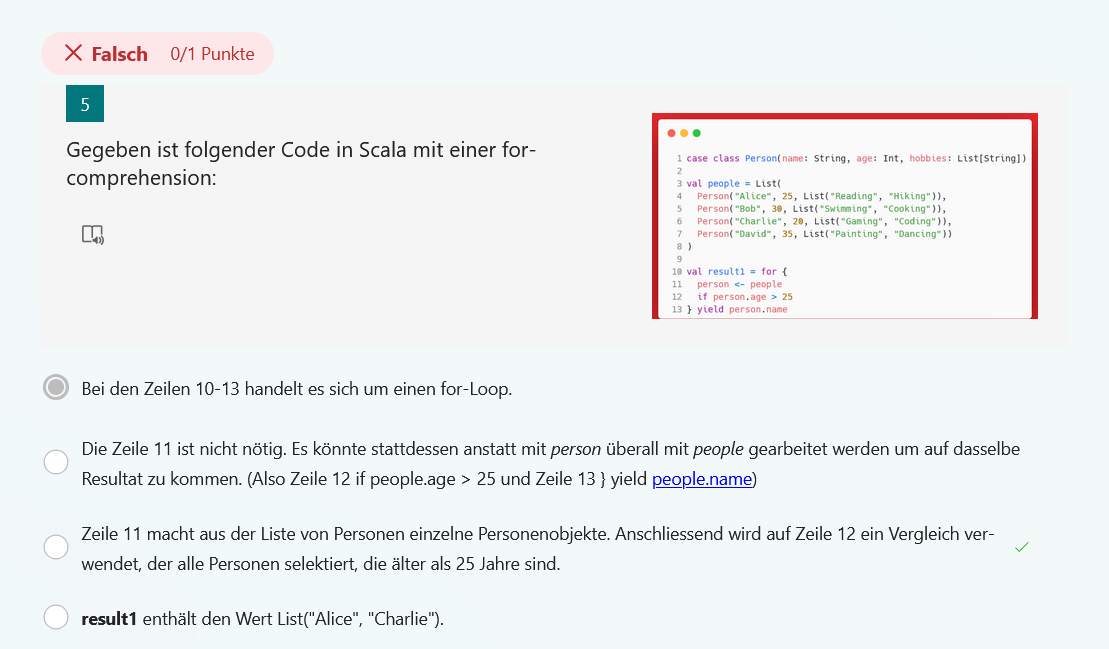 Falsch 0/1 Punkte
5
Gegeben ist folgender Code in Scala mit einer for-
comprehension:
1 case class Person(name: String, age: Int, hobbies: List[String])
2
3 val people = List(
4   Person("Alice", 25, List("Reading", "Hiking")),
5   Person("Bob", 30, List("Swimming", "Cooking")),
6   Person("Charlie", 20, List("Gaming", "Coding")),
7   Person("David", 35, List("Painting", "Dancing"))
8 )
9
10 val result1 = for {
11   person <- people
12   if person.age > 25
13 } yield person.name
Bei den Zeilen 10-13 handelt es sich um einen for-Loop.
Die Zeile 11 ist nicht nötig. Es könnte stattdessen anstatt mit person überall mit people gearbeitet werden um auf dasselbe
Resultat zu kommen. (Also Zeile 12 if people.age > 25 und Zeile 13 } yield people.name)
Zeile 11 macht aus der Liste von Personen einzelne Personenobjekte. Anschliessend wird auf Zeile 12 ein Vergleich ver-
wendet, der alle Personen selektiert, die älter als 25 Jahre sind.
result1 enthält den Wert List("Alice", "Charlie").